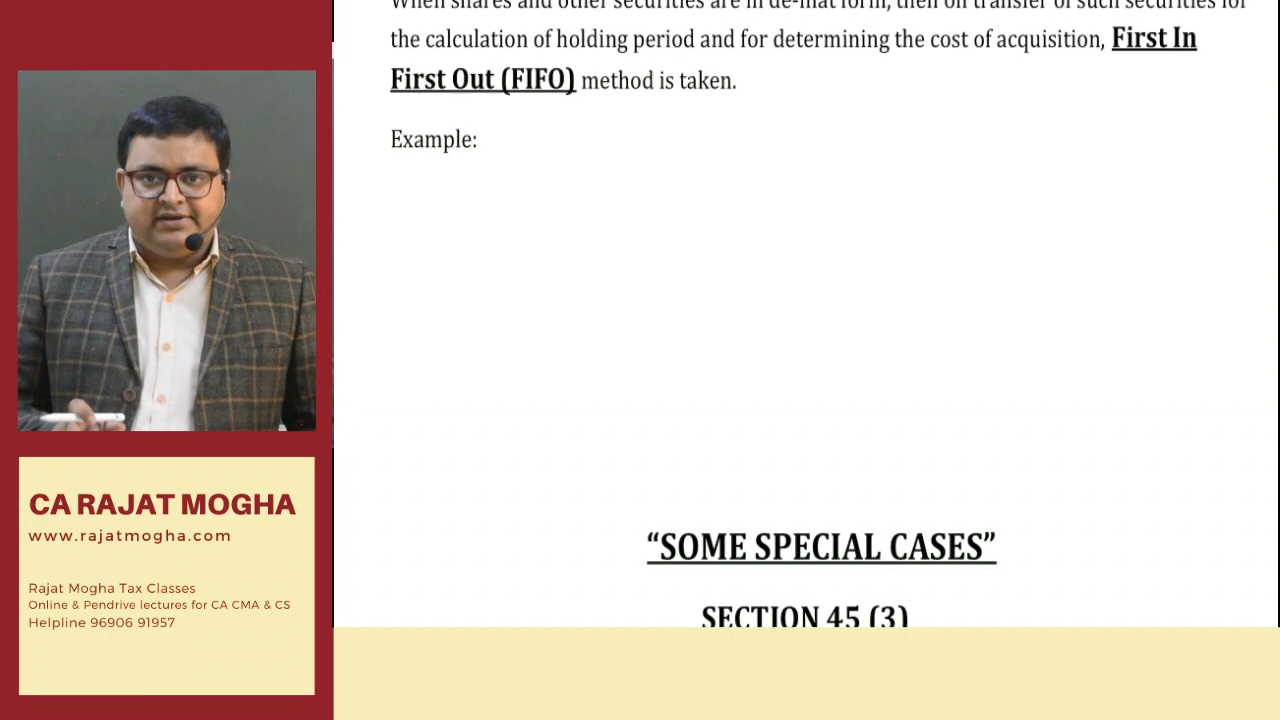 When shares and other securities are in de-mat form, then on transfer of such securities for
the calculation of holding period and for determining the cost of acquisition, First In
First Out (FIFO) method is taken.
Example:
“SOME SPECIAL CASES”
SECTION 45 (3)
CA RAJAT MOGHA
www.rajatmogha.com
Rajat Mogha Tax Classes
Online & Pendrive lectures for CA CMA & CS
Helpline 96906 91957